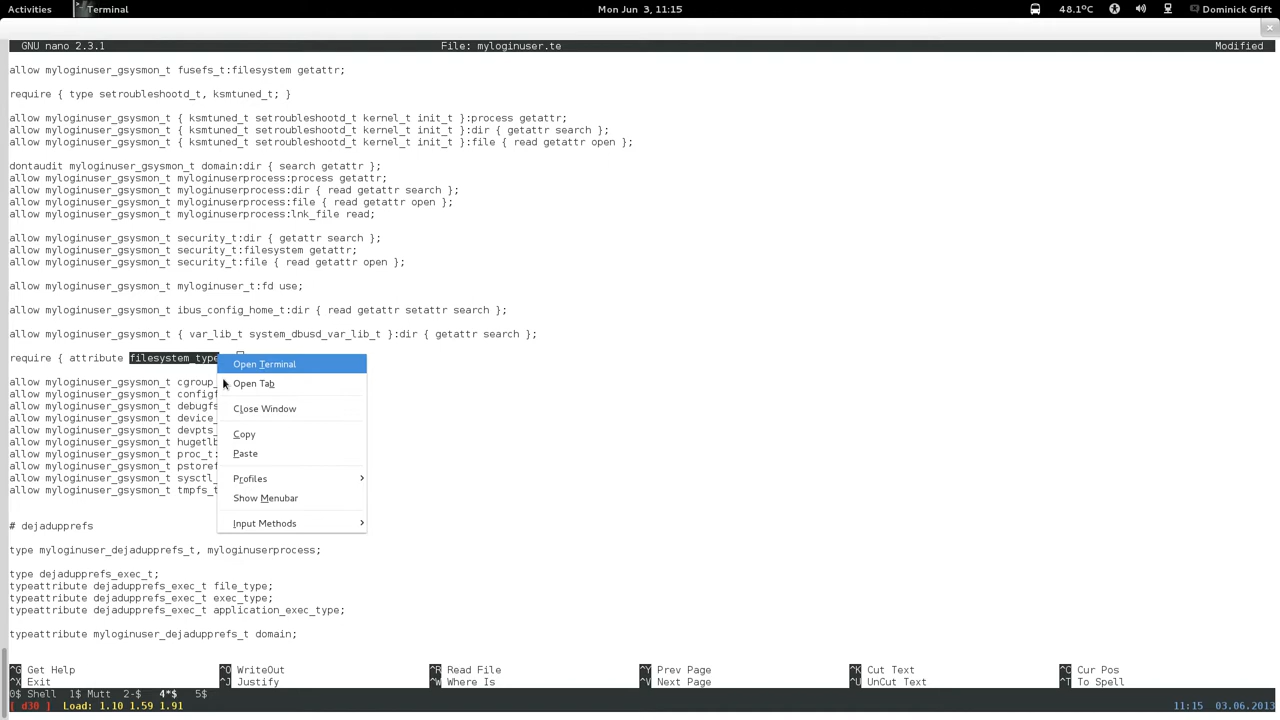 Activities Terminal Mon Jun 3, 11:15 48.1°C Dominick Grift
GNU nano 2.3.1 File: myloginuser.te Modified
allow myloginuser_gsysmon_t fusefs_t:filesystem getattr;
require { type setroubleshootd_t, ksmtuned_t; }
allow myloginuser_gsysmon_t { ksmtuned_t setroubleshootd_t kernel_t init_t }:process getattr;
allow myloginuser_gsysmon_t { ksmtuned_t setroubleshootd_t kernel_t init_t }:dir { getattr search };
allow myloginuser_gsysmon_t { ksmtuned_t setroubleshootd_t kernel_t init_t }:file { read getattr open };
dontaudit myloginuser_gsysmon_t domain:dir { search getattr };
allow myloginuser_gsysmon_t myloginuserprocess:process getattr;
allow myloginuser_gsysmon_t myloginuserprocess:dir { read getattr search };
allow myloginuser_gsysmon_t myloginuserprocess:file { read getattr open };
allow myloginuser_gsysmon_t myloginuserprocess:lnk_file read;
allow myloginuser_gsysmon_t security_t:dir { getattr search };
allow myloginuser_gsysmon_t security_t:filesystem getattr;
allow myloginuser_gsysmon_t security_t:file { read getattr open };
allow myloginuser_gsysmon_t myloginuser_t:fd use;
allow myloginuser_gsysmon_t ibus_config_home_t:dir { read getattr setattr search };
allow myloginuser_gsysmon_t { var_lib_t system_dbusd_var_lib_t }:dir { getattr search };
require { attribute filesystem_type
Open Terminal
allow myloginuser_gsysmon_t cgroup_ Open Tab
allow myloginuser_gsysmon_t configf
allow myloginuser_gsysmon_t debugfs Close Window
allow myloginuser_gsysmon_t device_
allow myloginuser_gsysmon_t devpts_ Copy
allow myloginuser_gsysmon_t hugetlb
allow myloginuser_gsysmon_t proc_t: Paste
allow myloginuser_gsysmon_t pstoref
allow myloginuser_gsysmon_t sysctl_ Profiles
allow myloginuser_gsysmon_t tmpfs_t
Show Menubar
# dejadupprefs Input Methods
type myloginuser_dejadupprefs_t, myloginuserprocess;
type dejadupprefs_exec_t;
typeattribute dejadupprefs_exec_t file_type;
typeattribute dejadupprefs_exec_t exec_type;
typeattribute dejadupprefs_exec_t application_exec_type;
typeattribute myloginuser_dejadupprefs_t domain;
^G Get Help ^O WriteOut ^R Read File ^Y Prev Page ^K Cut Text ^C Cur Pos
^X Exit ^J Justify ^W Where Is ^V Next Page ^U UnCut Text ^T To Spell
0$ Shell 1$ Mutt 2-$ 4*$ 5$
[ d30 ] Load: 1.10 1.59 1.91 11:15 03.06.2013